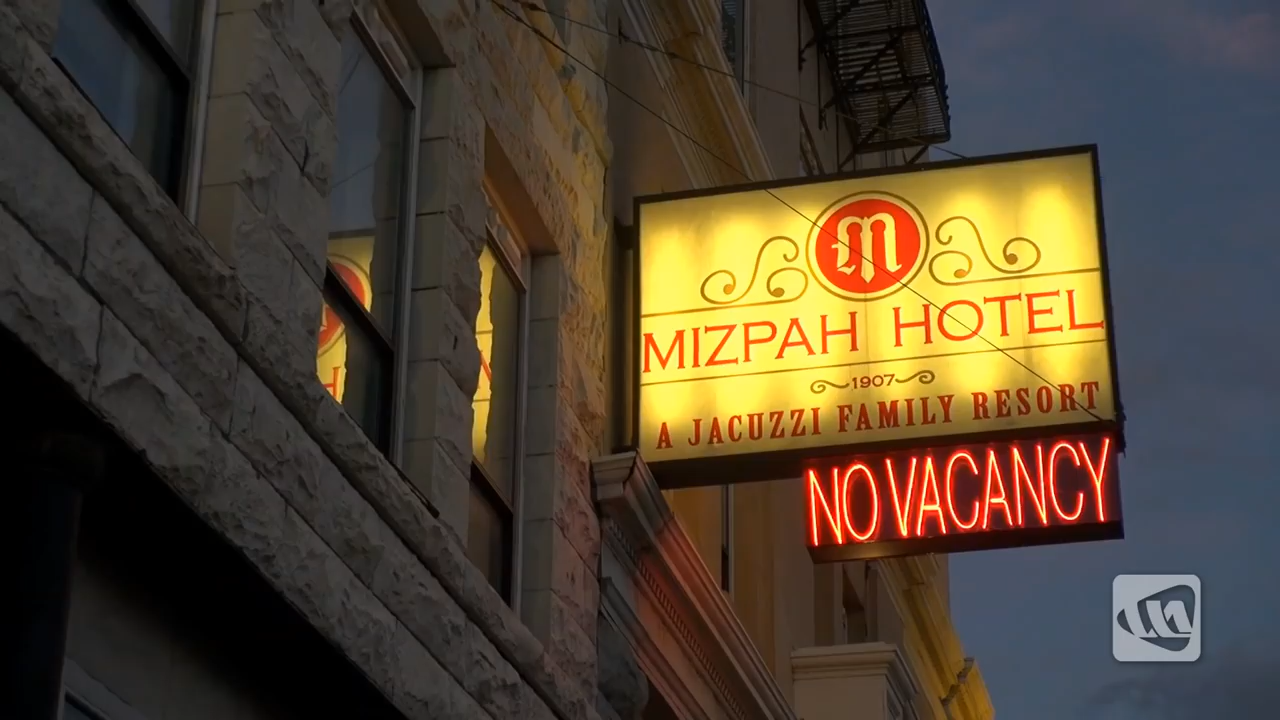 M
MIZPAH HOTEL
1907
A JACUZZI FAMILY RESORT
NO VACANCY